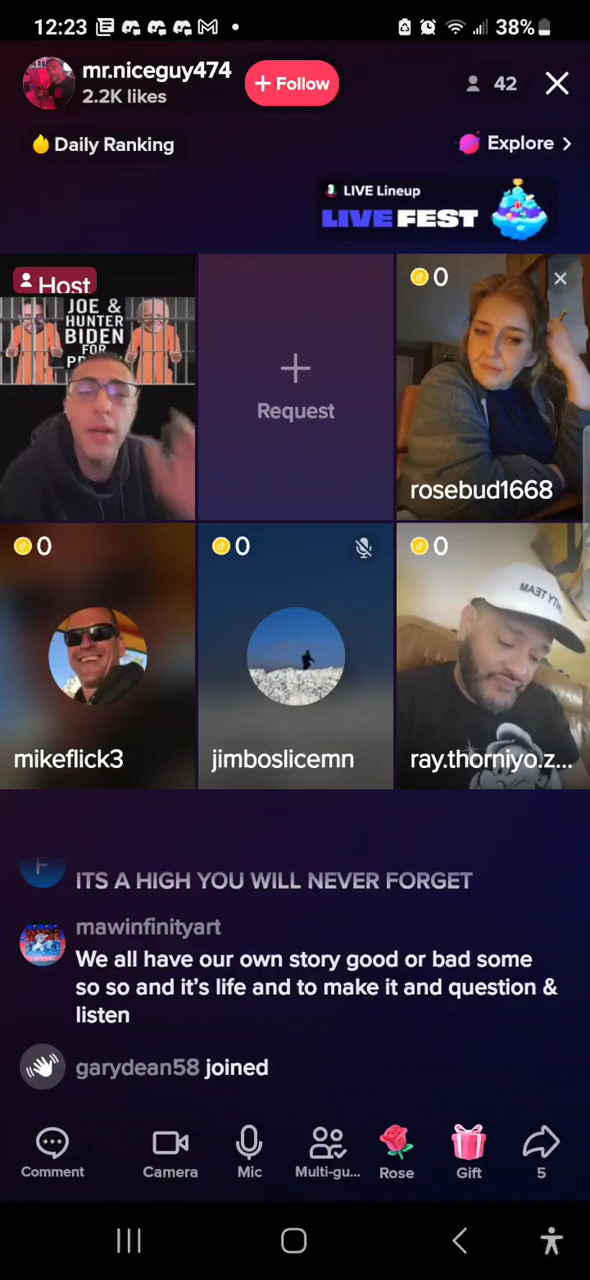 12:23
38%
mr.niceguy474
2.2K likes
+ Follow
42
Daily Ranking
Explore >
LIVE Lineup
LIVE FEST
Host
JOE &
HUNTER
BIDEN
FOR
+
Request
0
rosebud1668
0
mikeflick3
0
jimboslicemn
0
ray.thorniyo.z...
F
ITS A HIGH YOU WILL NEVER FORGET
mawinfinityart
We all have our own story good or bad some
so so and it's life and to make it and question &
listen
garydean58 joined
Comment
Camera
Mic
Multi-gu...
Rose
Gift
5